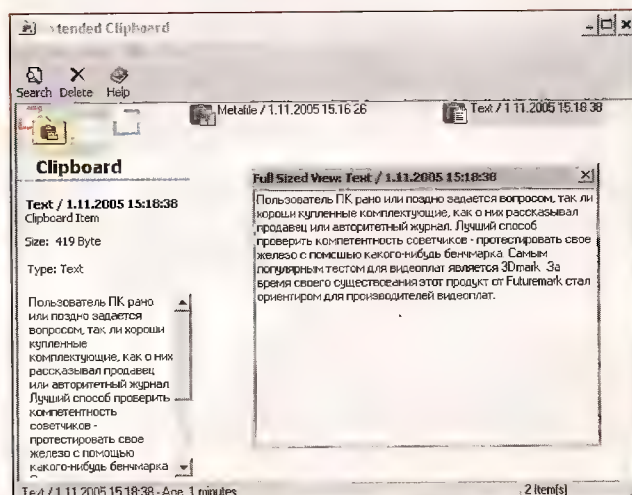 Extended Clipboard
Search Delete Help
Metafile / 1.11.2005 15.16 26
Text / 1 11.2005 15.18 38
Clipboard
Text / 1.11.2005 15:18:38
Clipboard Item
Size: 419 Byte
Type: Text
Пользователь ПК рано
или поздно задается
вопросом, так ли хороши
купленные
комплектующие, как о них
рассказывал продавец
или авторитетный журнал
Лучший способ проверить
компетентность
советчиков -
протестировать свое
железо с помощью
какого-нибудь бенчмарка
Full Sized View: Text / 1.11.2005 15:18:38
Пользователь ПК рано или поздно задается вопросом, так ли
хороши купленные комплектующие, как о них рассказывал
продавец или авторитетный журнал. Лучший способ
проверить компетентность советчиков - протестировать свое
железо с помощью какого-нибудь бенчмарка. Самым
популярным тестом для видеоплат является 3Dmark. За
время своего существования этот продукт от Futuremark стал
ориентиром для производителей видеоплат.
Text / 1 11 2005 15 18:38 - Age 1 minutes
2 Item[s]